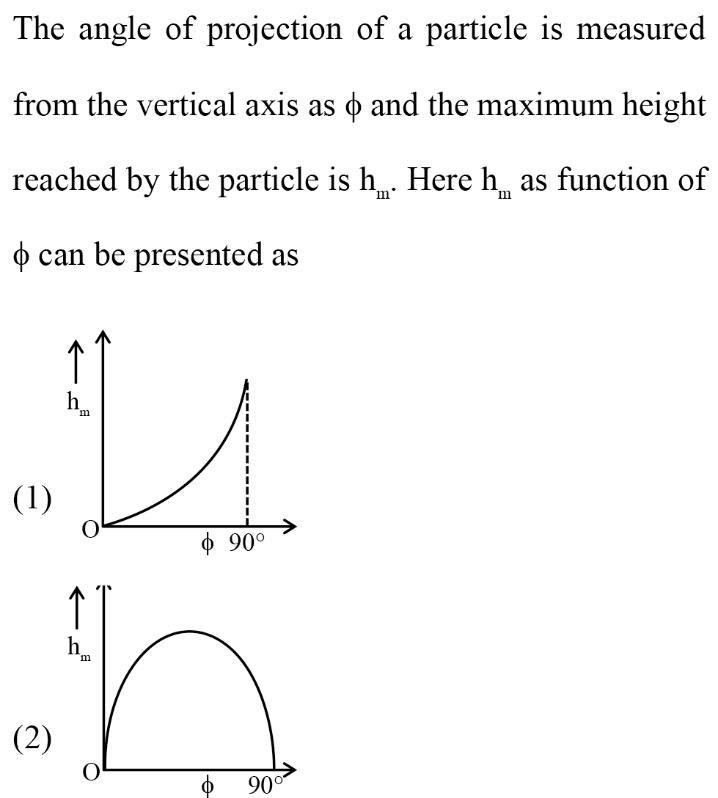 The angle of projection of a particle is measured
from the vertical axis as ϕ and the maximum height
reached by the particle is hₘ. Here hₘ as function of
ϕ can be presented as
hₘ
(1)
O
ϕ 90°
hₘ
(2)
O
ϕ 90°